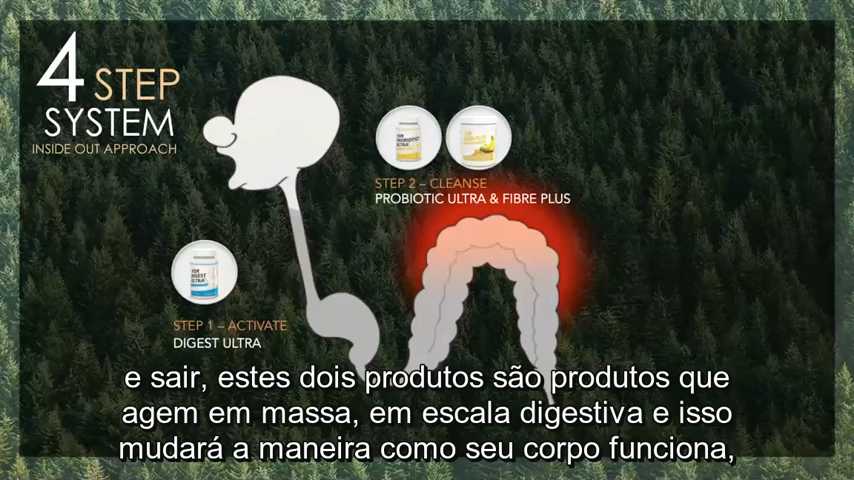 4 STEP
SYSTEM
INSIDE OUT APPROACH
STEP 2 – CLEANSE
PROBIOTIC ULTRA & FIBRE PLUS
STEP 1 – ACTIVATE
DIGEST ULTRA
e sair, estes dois produtos são produtos que
agem em massa, em escala digestiva e isso
mudará a maneira como seu corpo funciona,